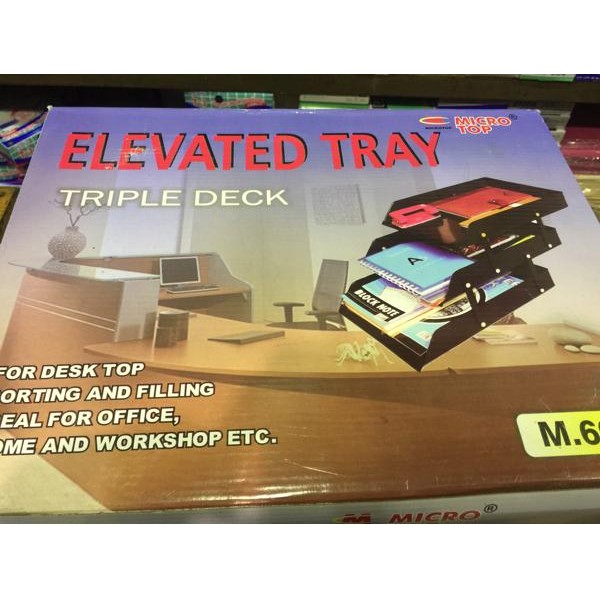 ELEVATED TRAY
MICROTOP
MICRO®
TOP
TRIPLE DECK
A
BLOCK NOTE
FOR DESK TOP
ORTING AND FILLING
EAL FOR OFFICE,
OME AND WORKSHOP ETC.
M.6
MICRO®